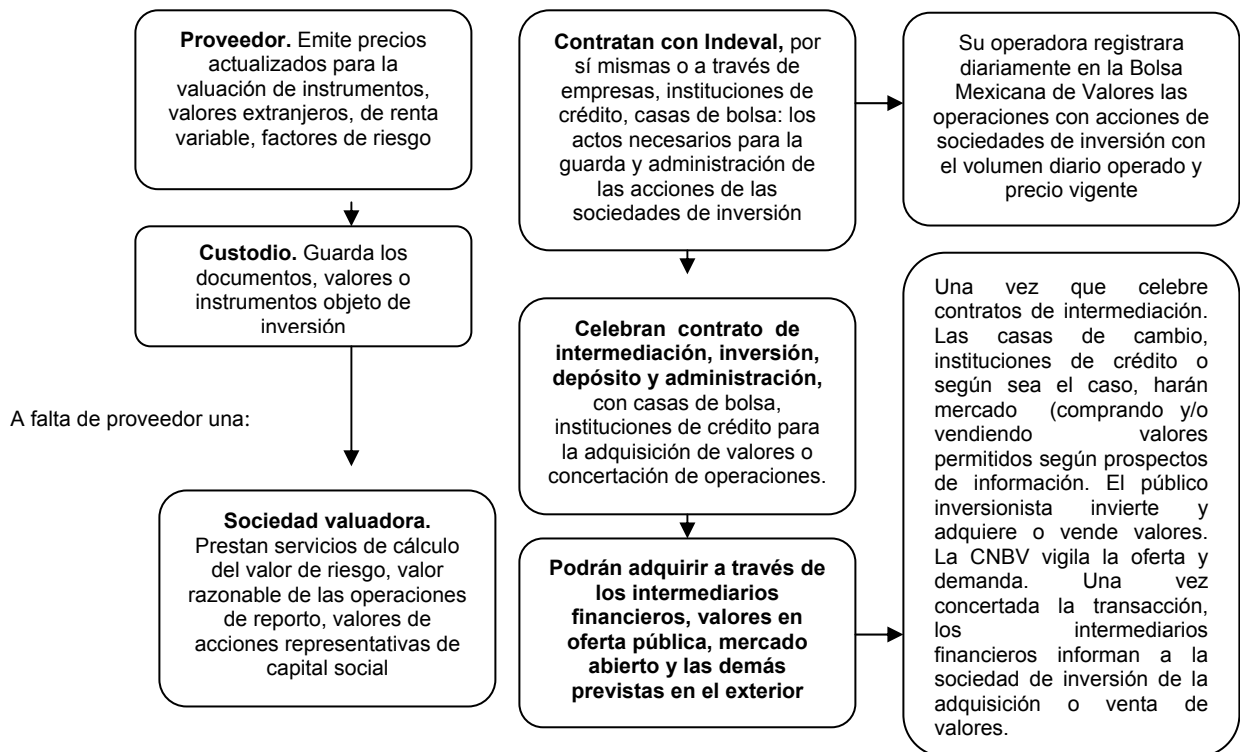 Proveedor. Emite precios
actualizados para la
valuación de instrumentos,
valores extranjeros, de renta
variable, factores de riesgo
Custodio. Guarda los
documentos, valores o
instrumentos objeto de
inversión
A falta de proveedor una:
Sociedad valuadora.
Prestan servicios de cálculo
del valor de riesgo, valor
razonable de las operaciones
de reporto, valores de
acciones representativas de
capital social
Contratan con Indeval, por
sí mismas o a través de
empresas, instituciones de
crédito, casas de bolsa: los
actos necesarios para la
guarda y administración de
las acciones de las
sociedades de inversión
Celebran contrato de
intermediación, inversión,
depósito y administración,
con casas de bolsa,
instituciones de crédito para
la adquisición de valores o
concertación de operaciones.
Podrán adquirir a través de
los intermediarios
financieros, valores en
oferta pública, mercado
abierto y las demás
previstas en el exterior
Su operadora registrara
diariamente en la Bolsa
Mexicana de Valores las
operaciones con acciones de
sociedades de inversión con
el volumen diario operado y
precio vigente
Una vez que celebre
contratos de intermediación.
Las casas de cambio,
instituciones de crédito o
según sea el caso, harán
mercado (comprando y/o
vendiendo valores
permitidos según prospectos
de información. El público
inversionista invierte y
adquiere o vende valores.
La CNBV vigila la oferta y
demanda. Una vez
concertada la transacción,
los intermediarios
financieros informan a la
sociedad de inversión de la
adquisición o venta de
valores.